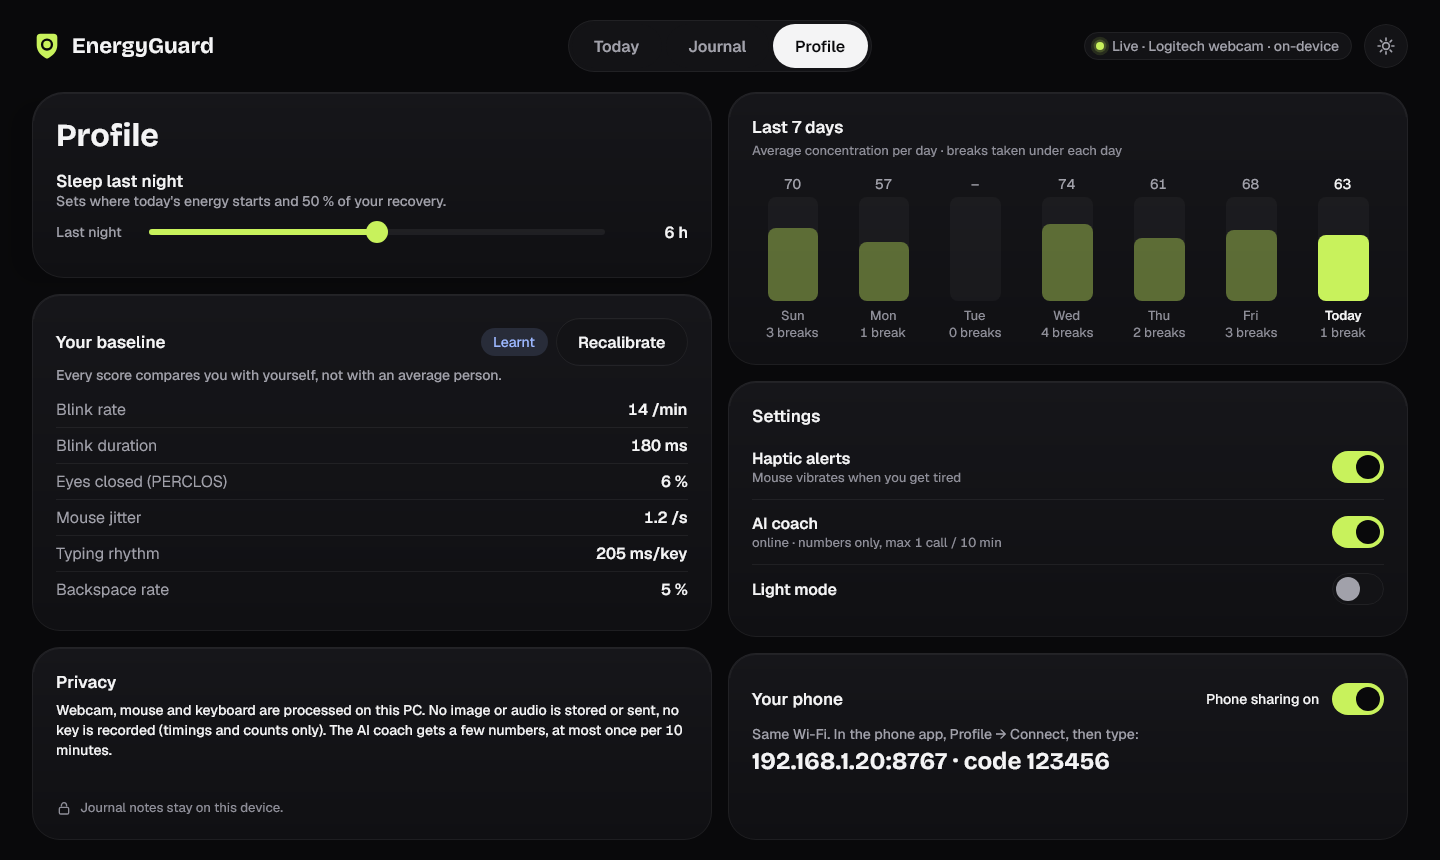 EnergyGuard
Today
Journal
Profile
Live · Logitech webcam · on-device
Profile
Sleep last night
Sets where today's energy starts and 50 % of your recovery.
Last night
6 h
Your baseline
Learnt
Recalibrate
Every score compares you with yourself, not with an average person.
Blink rate
14 /min
Blink duration
180 ms
Eyes closed (PERCLOS)
6 %
Mouse jitter
1.2 /s
Typing rhythm
205 ms/key
Backspace rate
5 %
Privacy
Webcam, mouse and keyboard are processed on this PC. No image or audio is stored or sent, no
key is recorded (timings and counts only). The AI coach gets a few numbers, at most once per 10
minutes.
Journal notes stay on this device.
Last 7 days
Average concentration per day · breaks taken under each day
70 57 – 74 61 68 63
Sun Mon Tue Wed Thu Fri Today
3 breaks 1 break 0 breaks 4 breaks 2 breaks 3 breaks 1 break
Settings
Haptic alerts
Mouse vibrates when you get tired
AI coach
online · numbers only, max 1 call / 10 min
Light mode
Your phone
Phone sharing on
Same Wi-Fi. In the phone app, Profile → Connect, then type:
192.168.1.20:8767 · code 123456